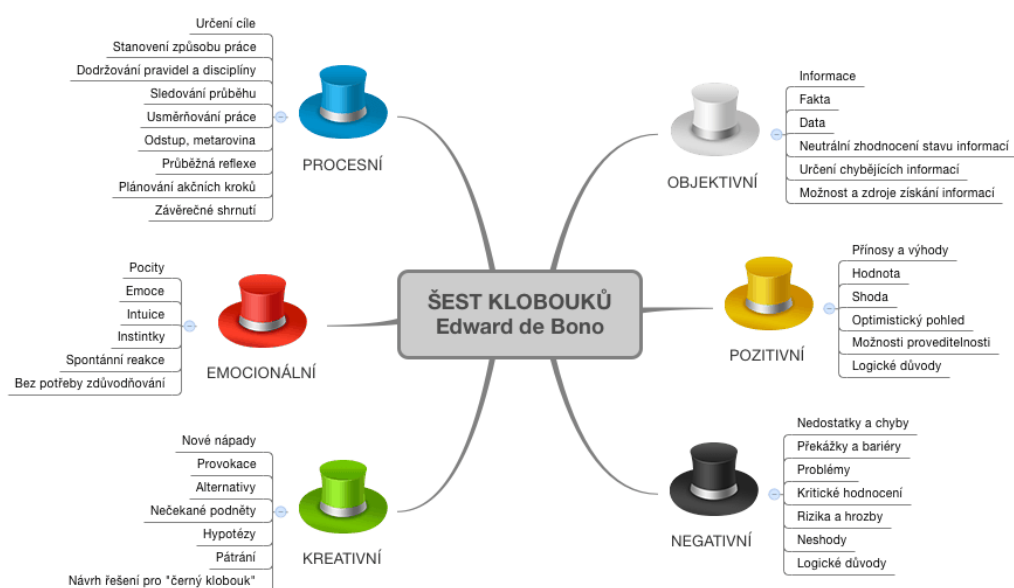 ŠEST KLOBOUKŮ
Edward de Bono
Určení cíle
Stanovení způsobu práce
Dodržování pravidel a disciplíny
Sledování průběhu
Usměrňování práce
Odstup, metarovina
Průběžná reflexe
Plánování akčních kroků
Závěrečné shrnutí
PROCESNÍ
Pocity
Emoce
Intuice
Instinkty
Spontánní reakce
Bez potřeby zdůvodňování
EMOCIONÁLNÍ
Nové nápady
Provokace
Alternativy
Nečekané podněty
Hypotézy
Pátrání
Návrh řešení pro "černý klobouk"
KREATIVNÍ
OBJEKTIVNÍ
Informace
Fakta
Data
Neutrální zhodnocení stavu informací
Určení chybějících informací
Možnost a zdroje získání informací
POZITIVNÍ
Přínosy a výhody
Hodnota
Shoda
Optimistický pohled
Možnosti proveditelnosti
Logické důvody
NEGATIVNÍ
Nedostatky a chyby
Překážky a bariéry
Problémy
Kritické hodnocení
Rizika a hrozby
Neshody
Logické důvody